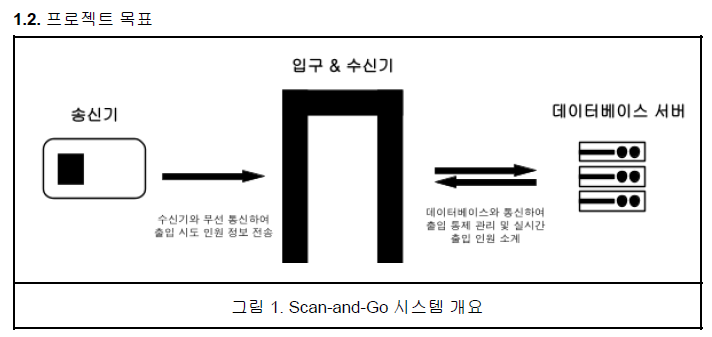 1.2. 프로젝트 목표
입구 & 수신기
송신기
데이터베이스 서버
수신기와 무선 통신하여
출입 시도 인원 정보 전송
데이터베이스와 통신하여
출입 통제 관리 및 실시간
출입 인원 소계
그림 1. Scan-and-Go 시스템 개요